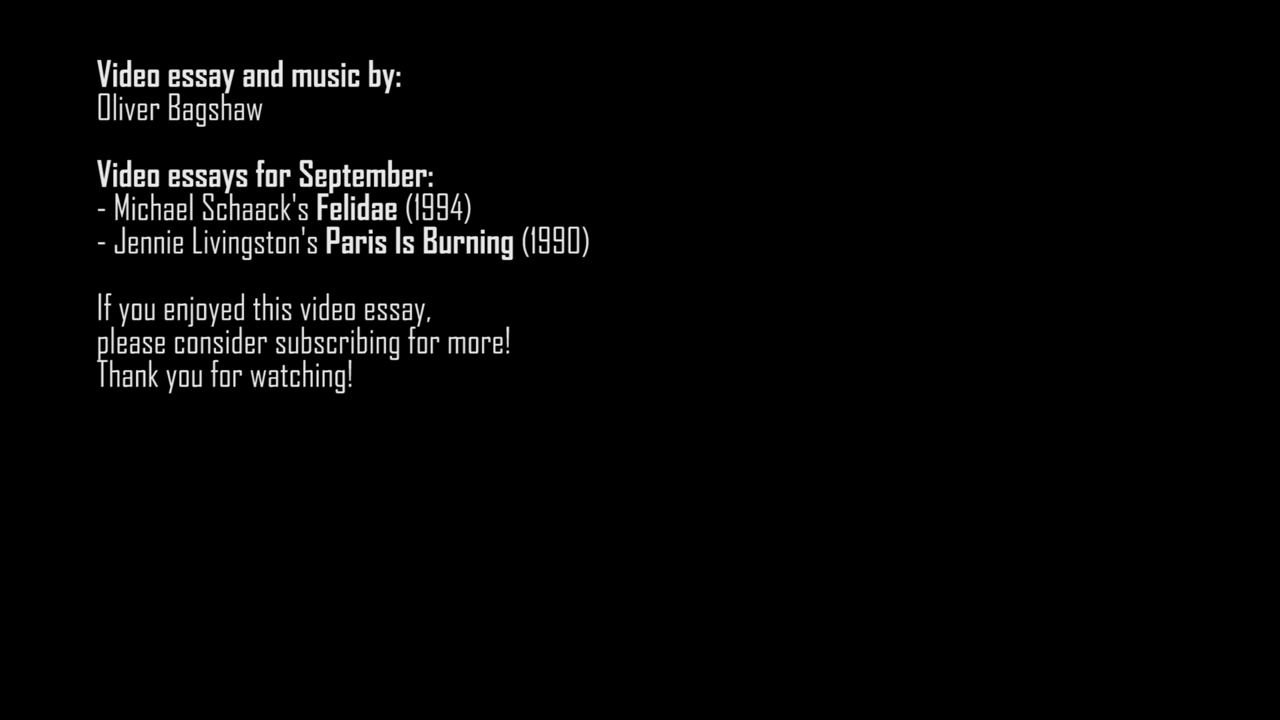 Video essay and music by:
Oliver Bagshaw
Video essays for September:
- Michael Schaack's Felidae (1994)
- Jennie Livingston's Paris Is Burning (1990)
If you enjoyed this video essay,
please consider subscribing for more!
Thank you for watching!